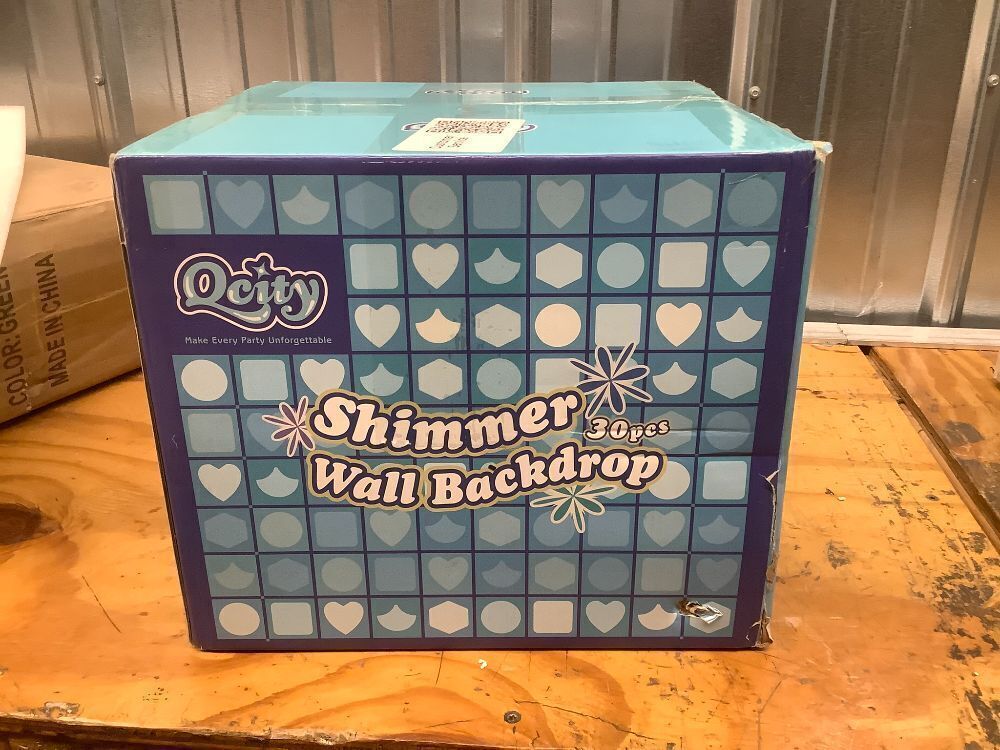 Qcity
Make Every Party Unforgettable
Shimmer
30pcs
Wall Backdrop
COLOR:GREEN
MADE IN CHINA